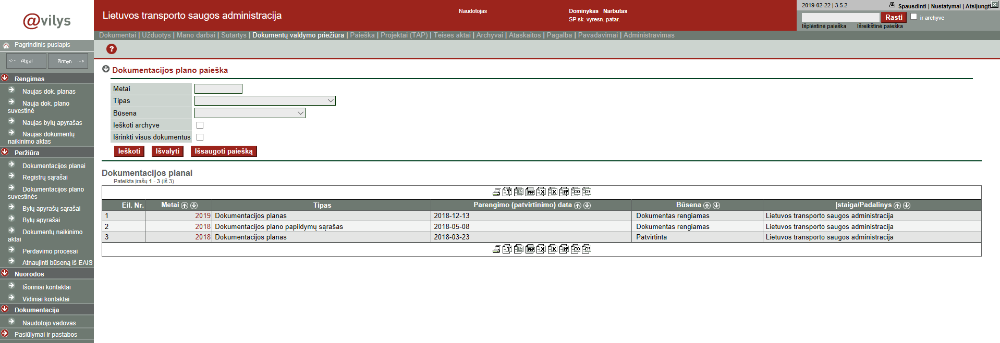 @vilys
Lietuvos transporto saugos administracija
Naudotojas
Dominykas Narbutas
SP sk. vyresn. patar.
2019-02-22 | 3.5.2
Spausdinti | Nustatymai | Atsijungti
Rasti
ir archyve
Išplėstinė paieška Išreikštinė paieška
Dokumentai | Užduotys | Mano darbai | Sutartys | Dokumentų valdymo priežiūra | Paieška | Projektai (TAP) | Teisės aktai | Archyvai | Ataskaitos | Pagalba | Pavadavimai | Administravimas
Pagrindinis puslapis
<··· Atgal
Pirmyn ···>
Rengimas
Naujas dok. planas
Nauja dok. plano
suvestinė
Naujas bylų apyrašas
Naujas dokumentų
naikinimo aktas
Peržiūra
Dokumentacijos planai
Registrų sąrašai
Dokumentacijos plano
suvestinės
Bylų apyrašų sąrašai
Bylų apyrašai
Dokumentų naikinimo
aktai
Perdavimo procesai
Atnaujinti būseną iš EAIS
Nuorodos
Išoriniai kontaktai
Vidiniai kontaktai
Dokumentacija
Naudotojo vadovas
Pasiūlymai ir pastabos
?
Dokumentacijos plano paieška
Metai
Tipas
Būsena
Ieškoti archyve
Išrinkti visus dokumentus
Ieškoti Išvalyti Išsaugoti paiešką
Dokumentacijos planai
Pateikta įrašų 1 - 3 (iš 3)
T PDF X X W OO OS
Eil. Nr. Metai Tipas Parengimo (patvirtinimo) data Būsena Įstaiga/Padalinys
1 2019 Dokumentacijos planas 2018-12-13 Dokumentas rengiamas Lietuvos transporto saugos administracija
2 2018 Dokumentacijos plano papildymų sąrašas 2018-05-08 Dokumentas rengiamas Lietuvos transporto saugos administracija
3 2018 Dokumentacijos planas 2018-03-23 Patvirtinta Lietuvos transporto saugos administracija
T PDF X X W OO OS